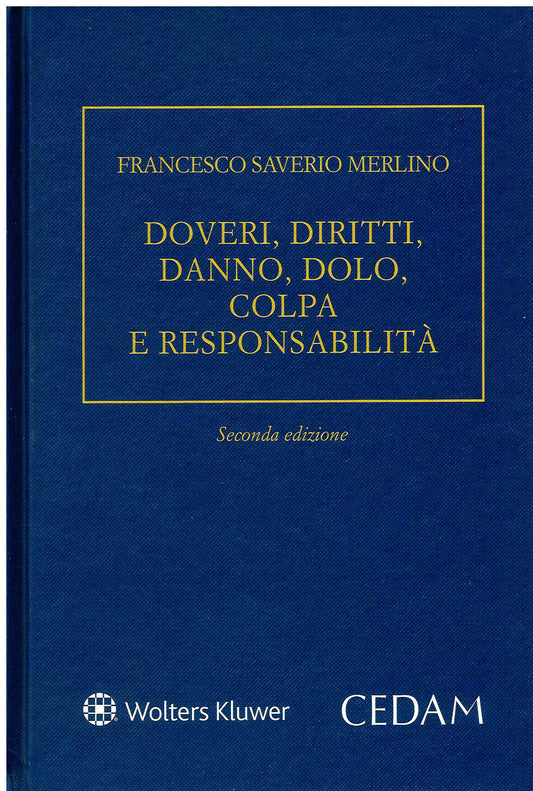 FRANCESCO SAVERIO MERLINO
DOVERI, DIRITTI,
DANNO, DOLO,
COLPA
E RESPONSABILITÀ
Seconda edizione
Wolters Kluwer
CEDAM